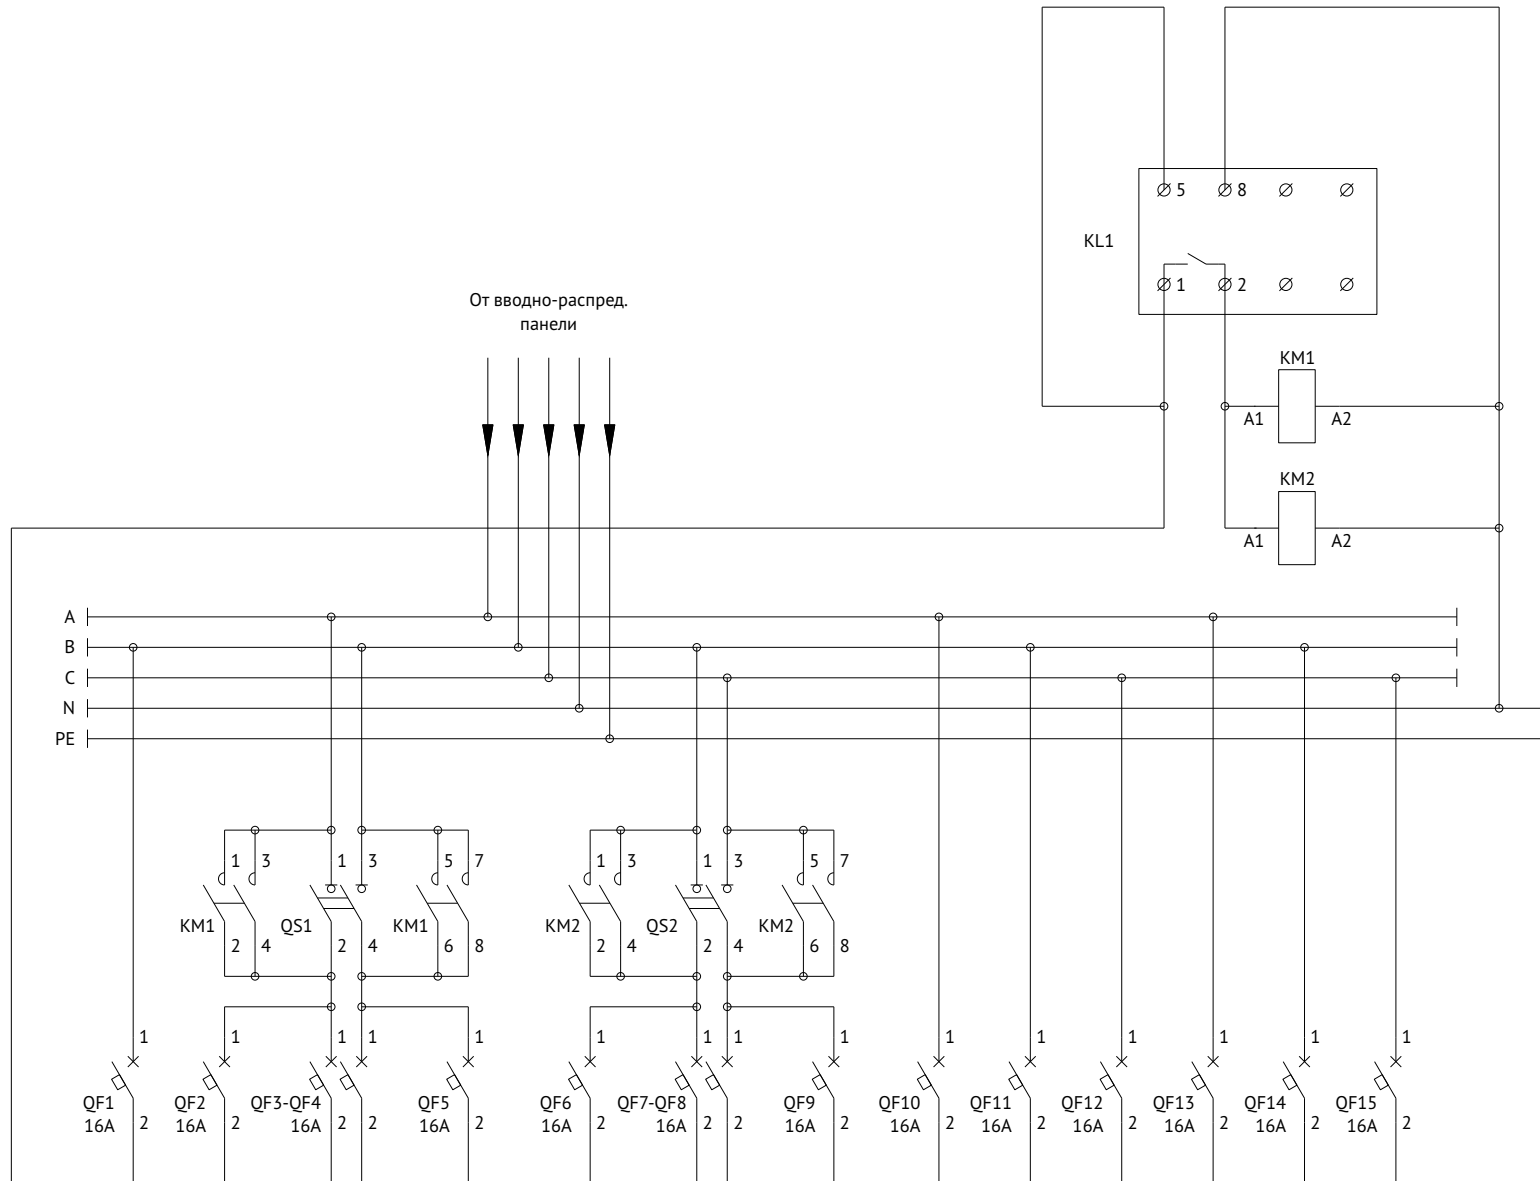 5 8
KL1
1 2
От вводно-распред.
панели
KM1
A1 A2
KM2
A1 A2
A
B
C
N
PE
1 3 1 3 5 7 1 3 1 3 5 7
KM1 QS1 KM1 KM2 QS2 KM2
2 4 2 4 6 8 2 4 2 4 6 8
1 1 1 1 1 1 1 1 1 1 1 1 1 1 1 1
QF1 QF2 QF3-QF4 QF5 QF6 QF7-QF8 QF9 QF10 QF11 QF12 QF13 QF14 QF15
16A 2 16A 2 16A 2 2 16A 2 16A 2 16A 2 2 16A 2 16A 2 16A 2 16A 2 16A 2 16A 2 16A 2